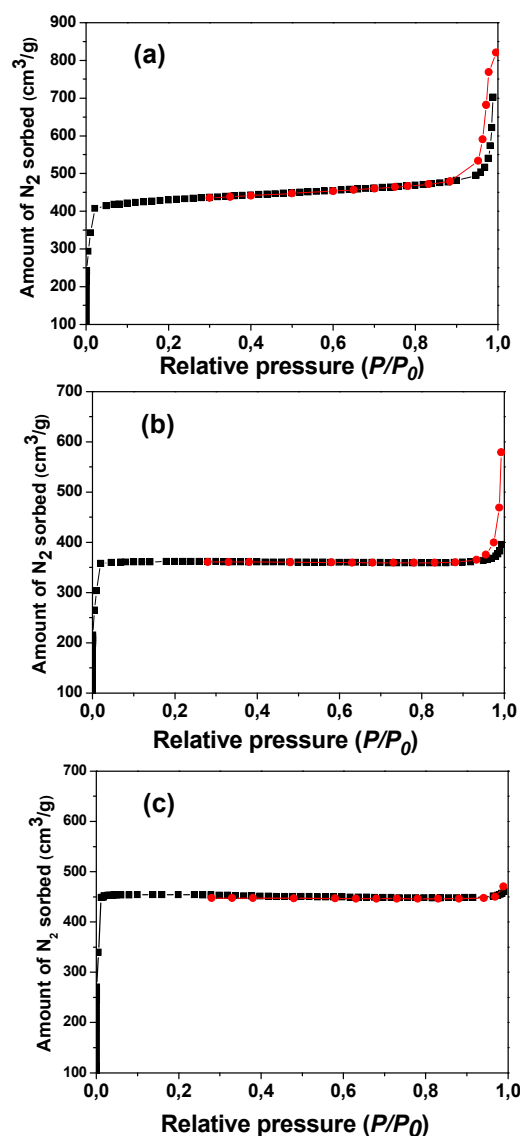 (a)
Amount of N2 sorbed (cm3/g)
900
800
700
600
500
400
300
200
100
0,0 0,2 0,4 0,6 0,8 1,0
Relative pressure (P/P0)
(b)
Amount of N2 sorbed (cm3/g)
700
600
500
400
300
200
100
0,0 0,2 0,4 0,6 0,8 1,0
Relative pressure (P/P0)
(c)
Amount of N2 sorbed (cm3/g)
700
600
500
400
300
200
100
0,0 0,2 0,4 0,6 0,8 1,0
Relative pressure (P/P0)